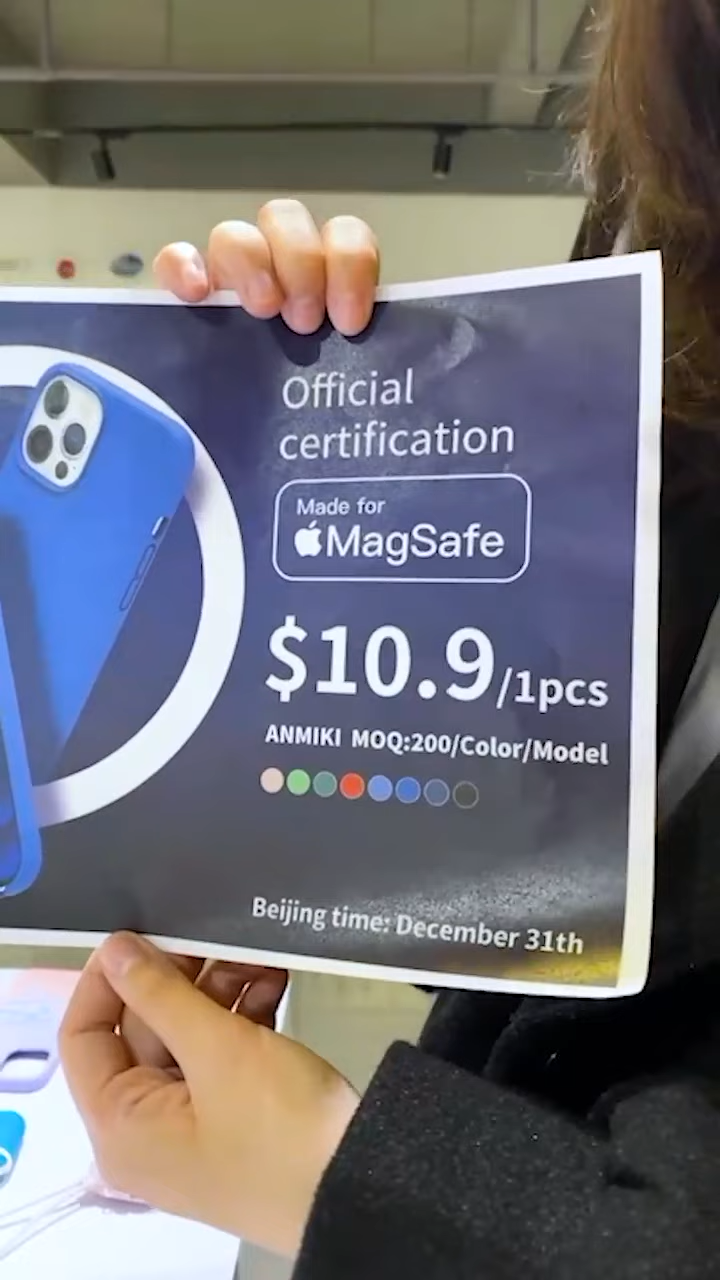 Official
certification
Made for
MagSafe
$10.9/1pcs
ANMIKI MOQ:200/Color/Model
Beijing time: December 31th